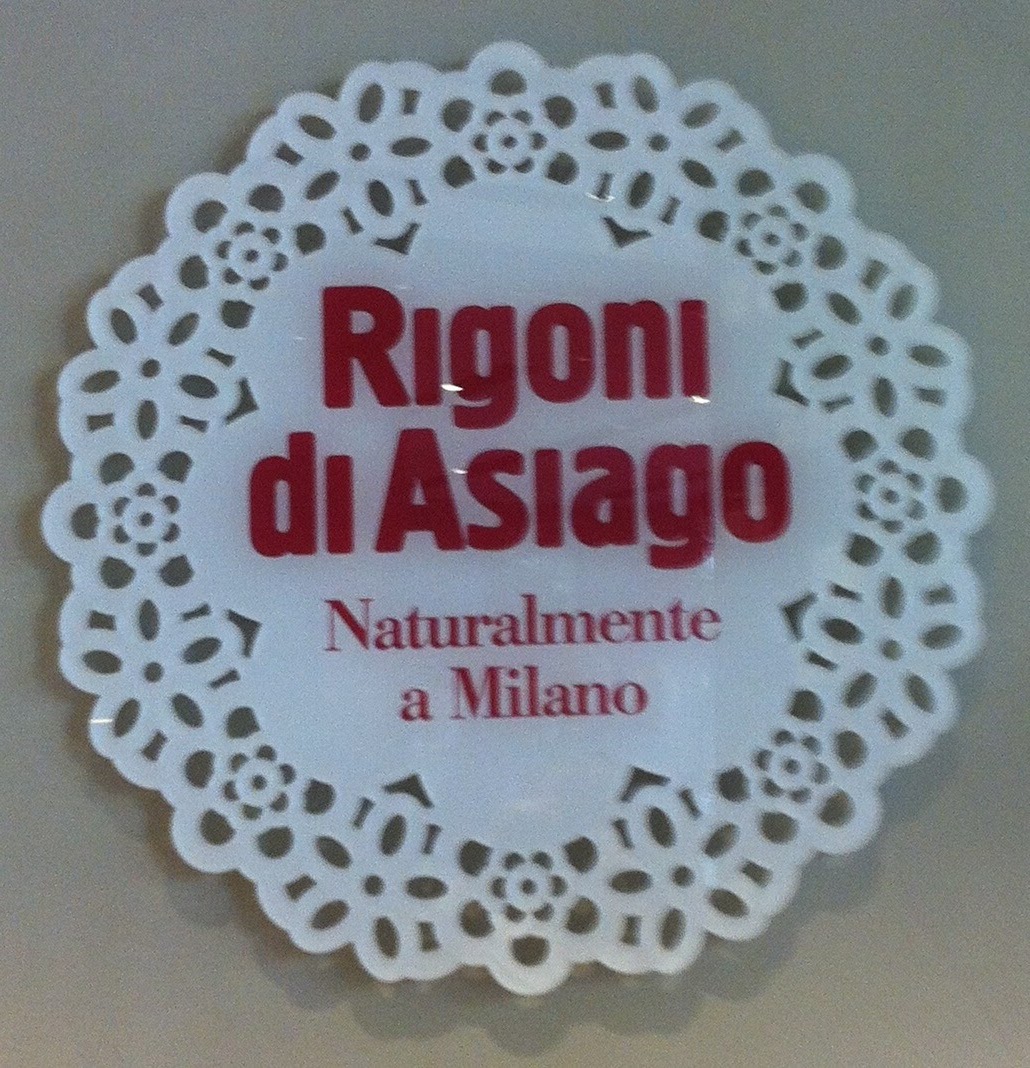 Rigoni
di Asiago
Naturalmente
a Milano